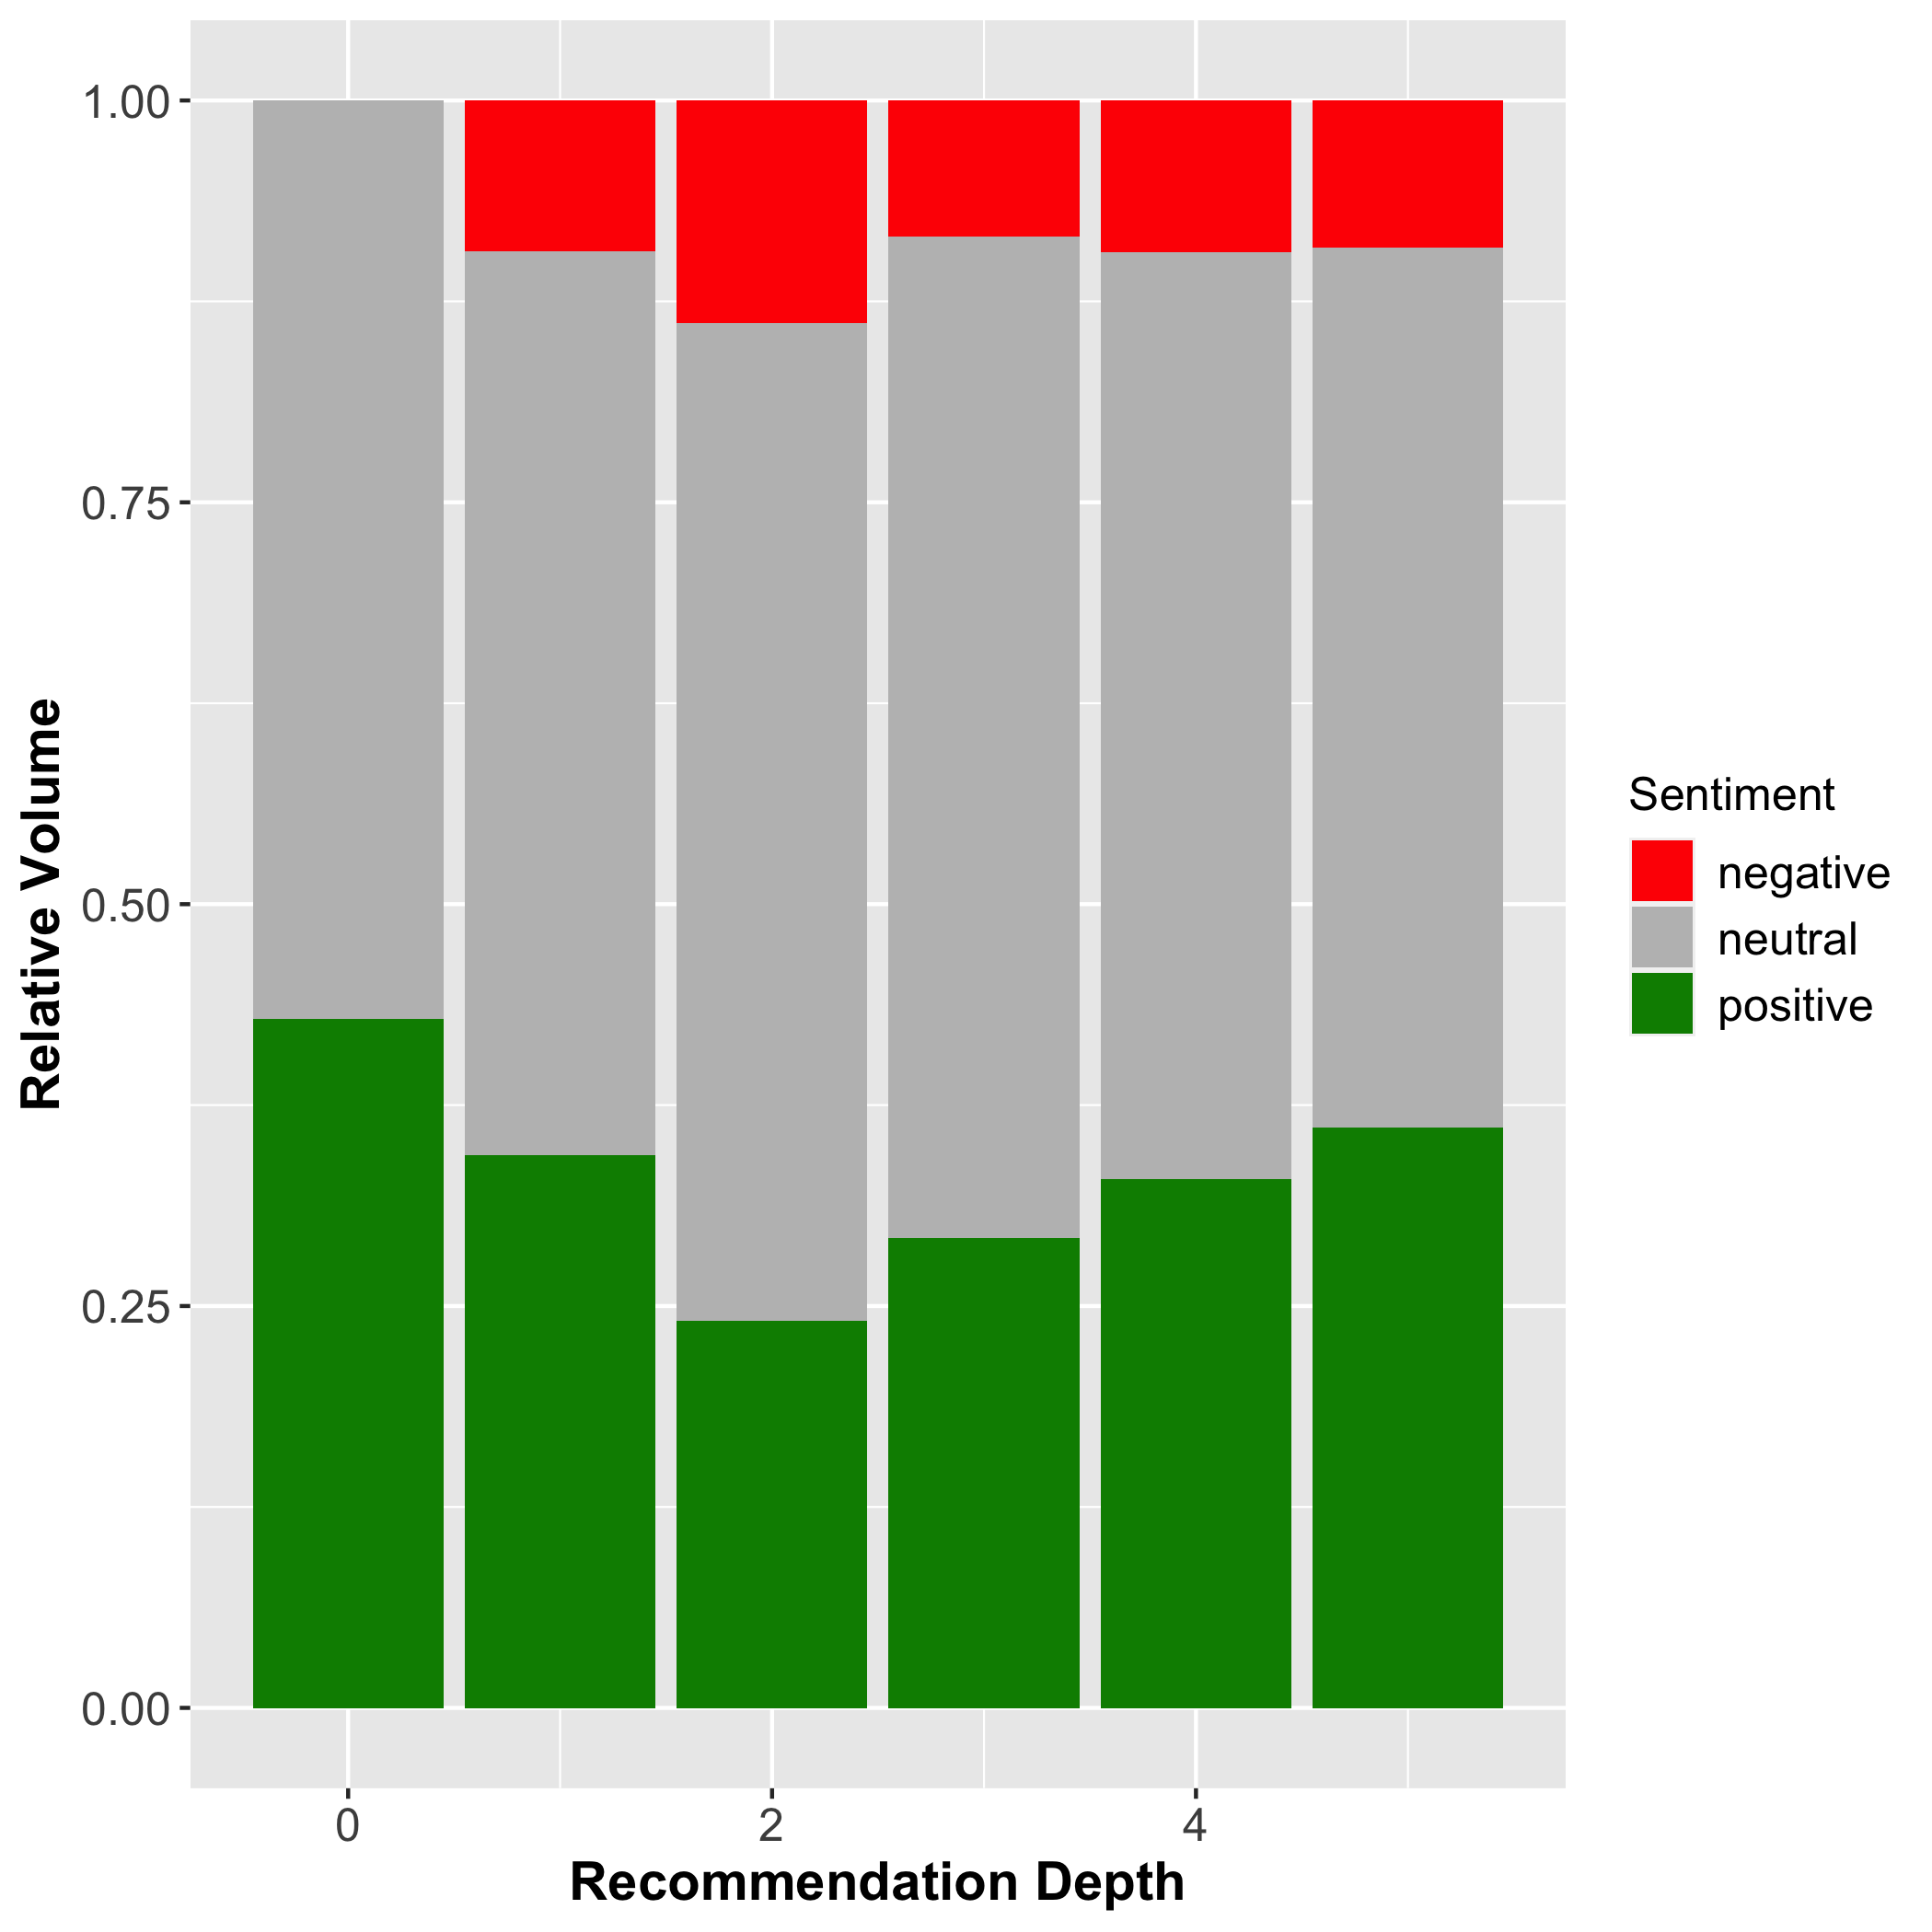 1.00
0.75
0.50
0.25
0.00
Relative Volume
0 2 4
Recommendation Depth
Sentiment
negative
neutral
positive